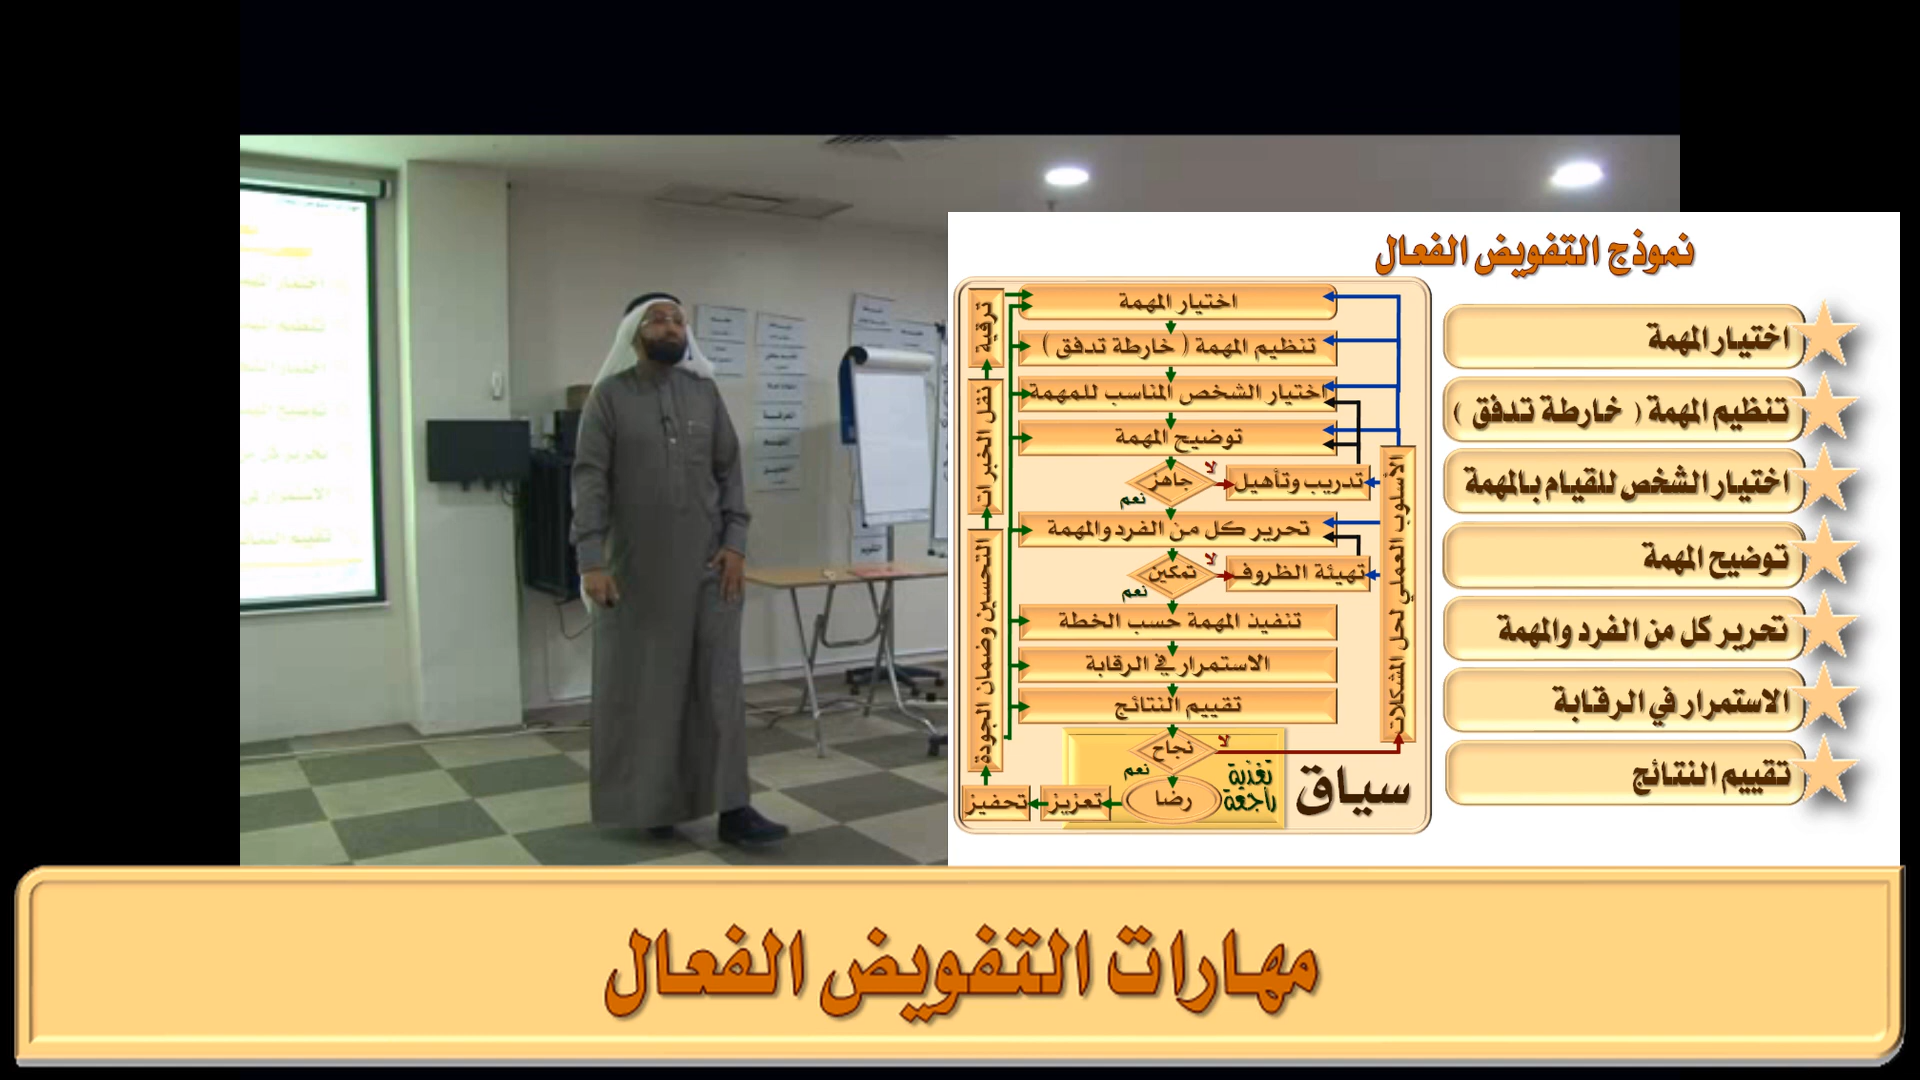 نموذج التفويض الفعال
اختيار المهمة
تنظيم المهمة ( خارطة تدفق )
اختيار الشخص للقيام بالمهمة
توضيح المهمة
تحرير كل من الفرد والمهمة
الاستمرار في الرقابة
تقييم النتائج
اختيار المهمة
تنظيم المهمة ( خارطة تدفق )
اختيار الشخص المناسب للمهمة
توضيح المهمة
جاهز
لا
نعم
تدريب وتأهيل
تحرير كل من الفرد والمهمة
تمكين
لا
نعم
تهيئة الظروف
تنفيذ المهمة حسب الخطة
الاستمرار في الرقابة
تقييم النتائج
نجاح
لا
نعم
رضا
تغذية
راجعة
تعزيز
تحفيز
التحسين وضمان الجودة
نقل الخبرات
ترقية
الأسلوب العملي لحل المشكلات
سياق
مهارات التفويض الفعال